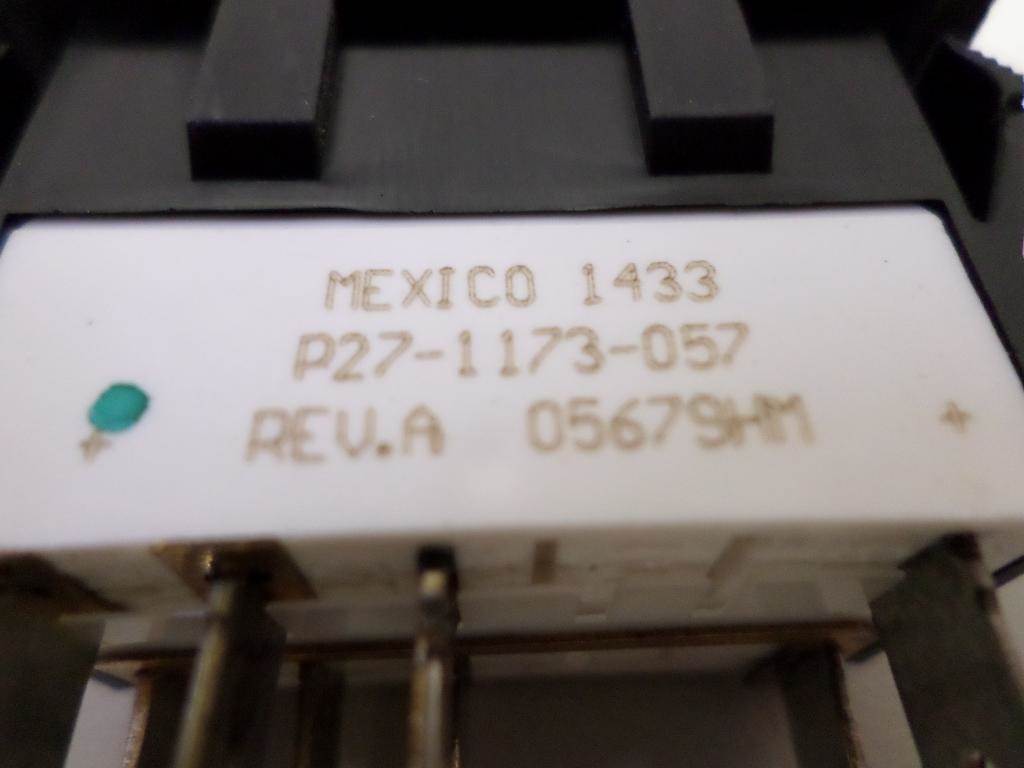 MEXICO 1433
P27-1173-057
REV.A 05679HM